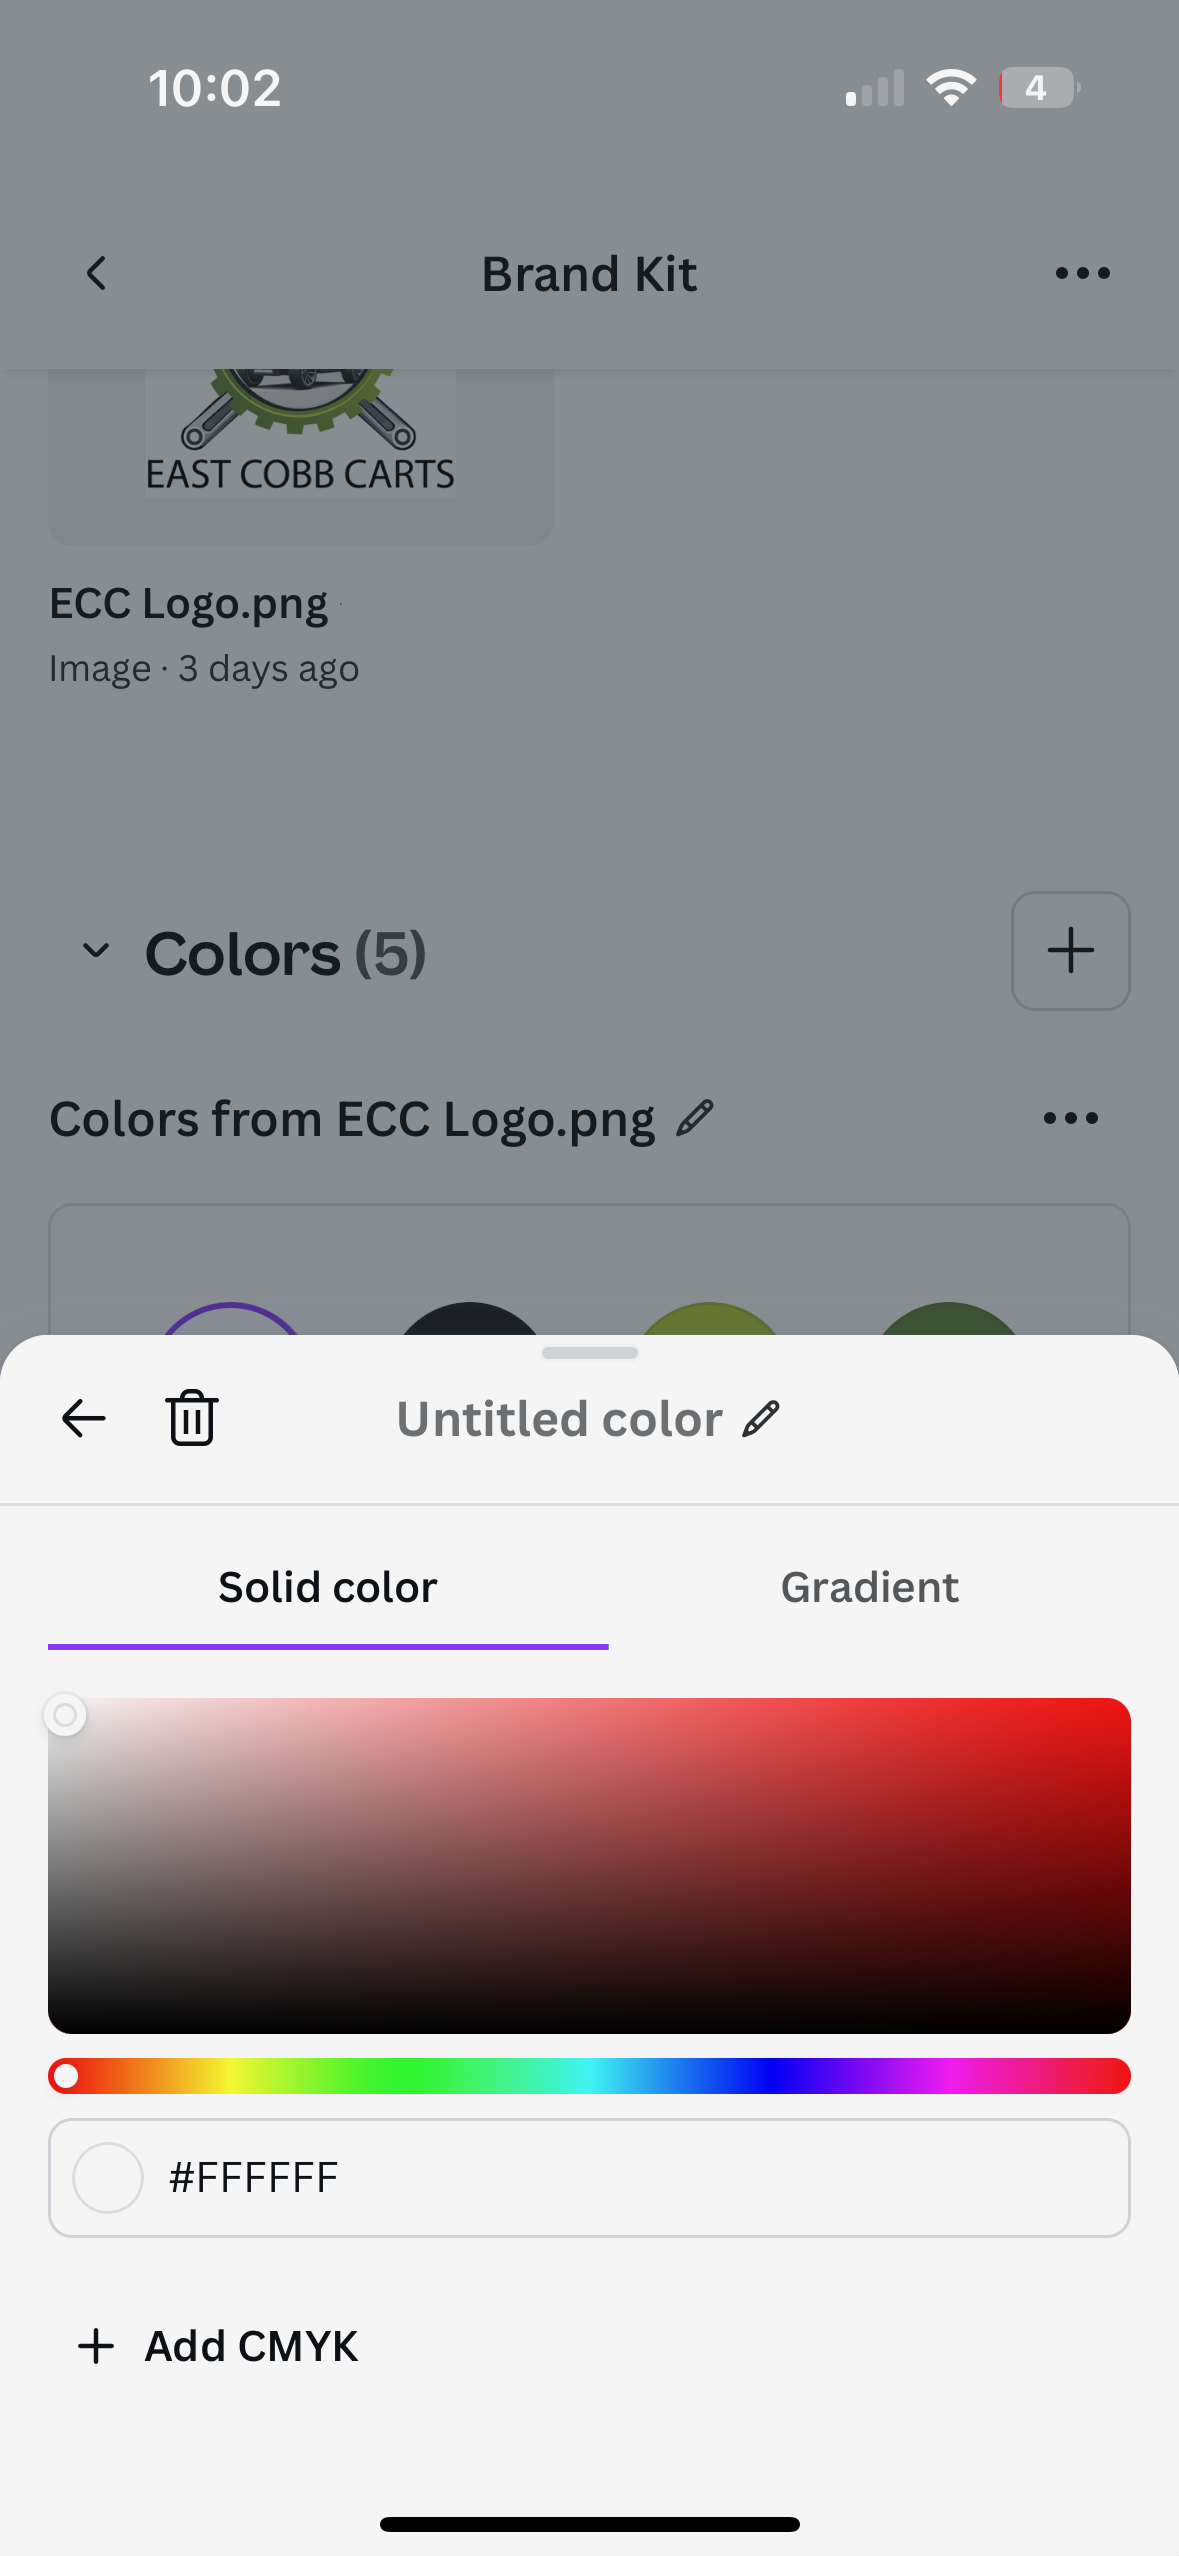 10:02
4
Brand Kit
EAST COBB CARTS
ECC Logo.png
Image · 3 days ago
Colors (5)
Colors from ECC Logo.png
Untitled color
Solid color
Gradient
#FFFFFF
Add CMYK